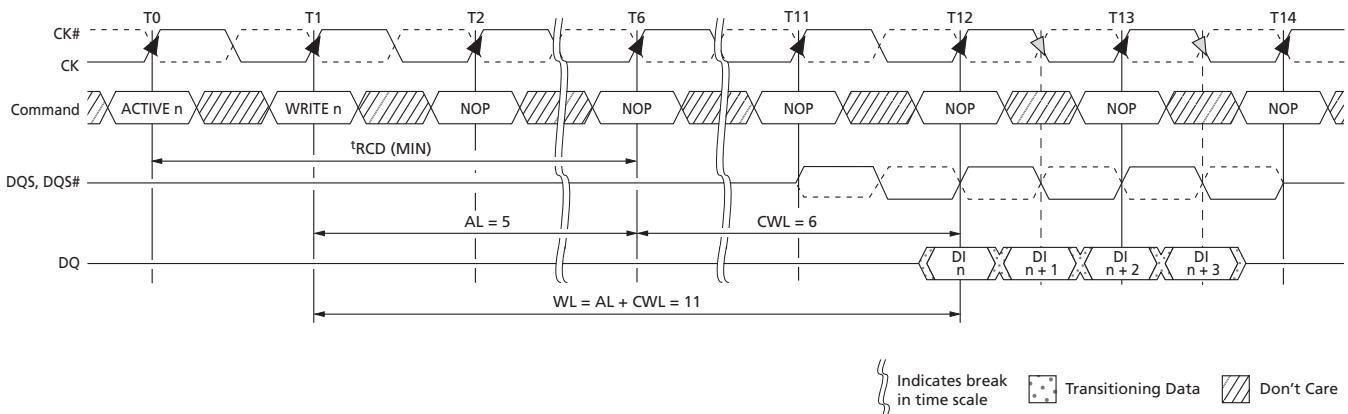 T0 T1 T2 T6 T11 T12 T13 T14
CK#
CK
Command ACTIVE n WRITE n NOP NOP NOP NOP NOP NOP
tRCD (MIN)
DQS, DQS#
AL = 5 CWL = 6
DQ DI n DI n + 1 DI n + 2 DI n + 3
WL = AL + CWL = 11
Indicates break
in time scale
Transitioning Data
Don't Care